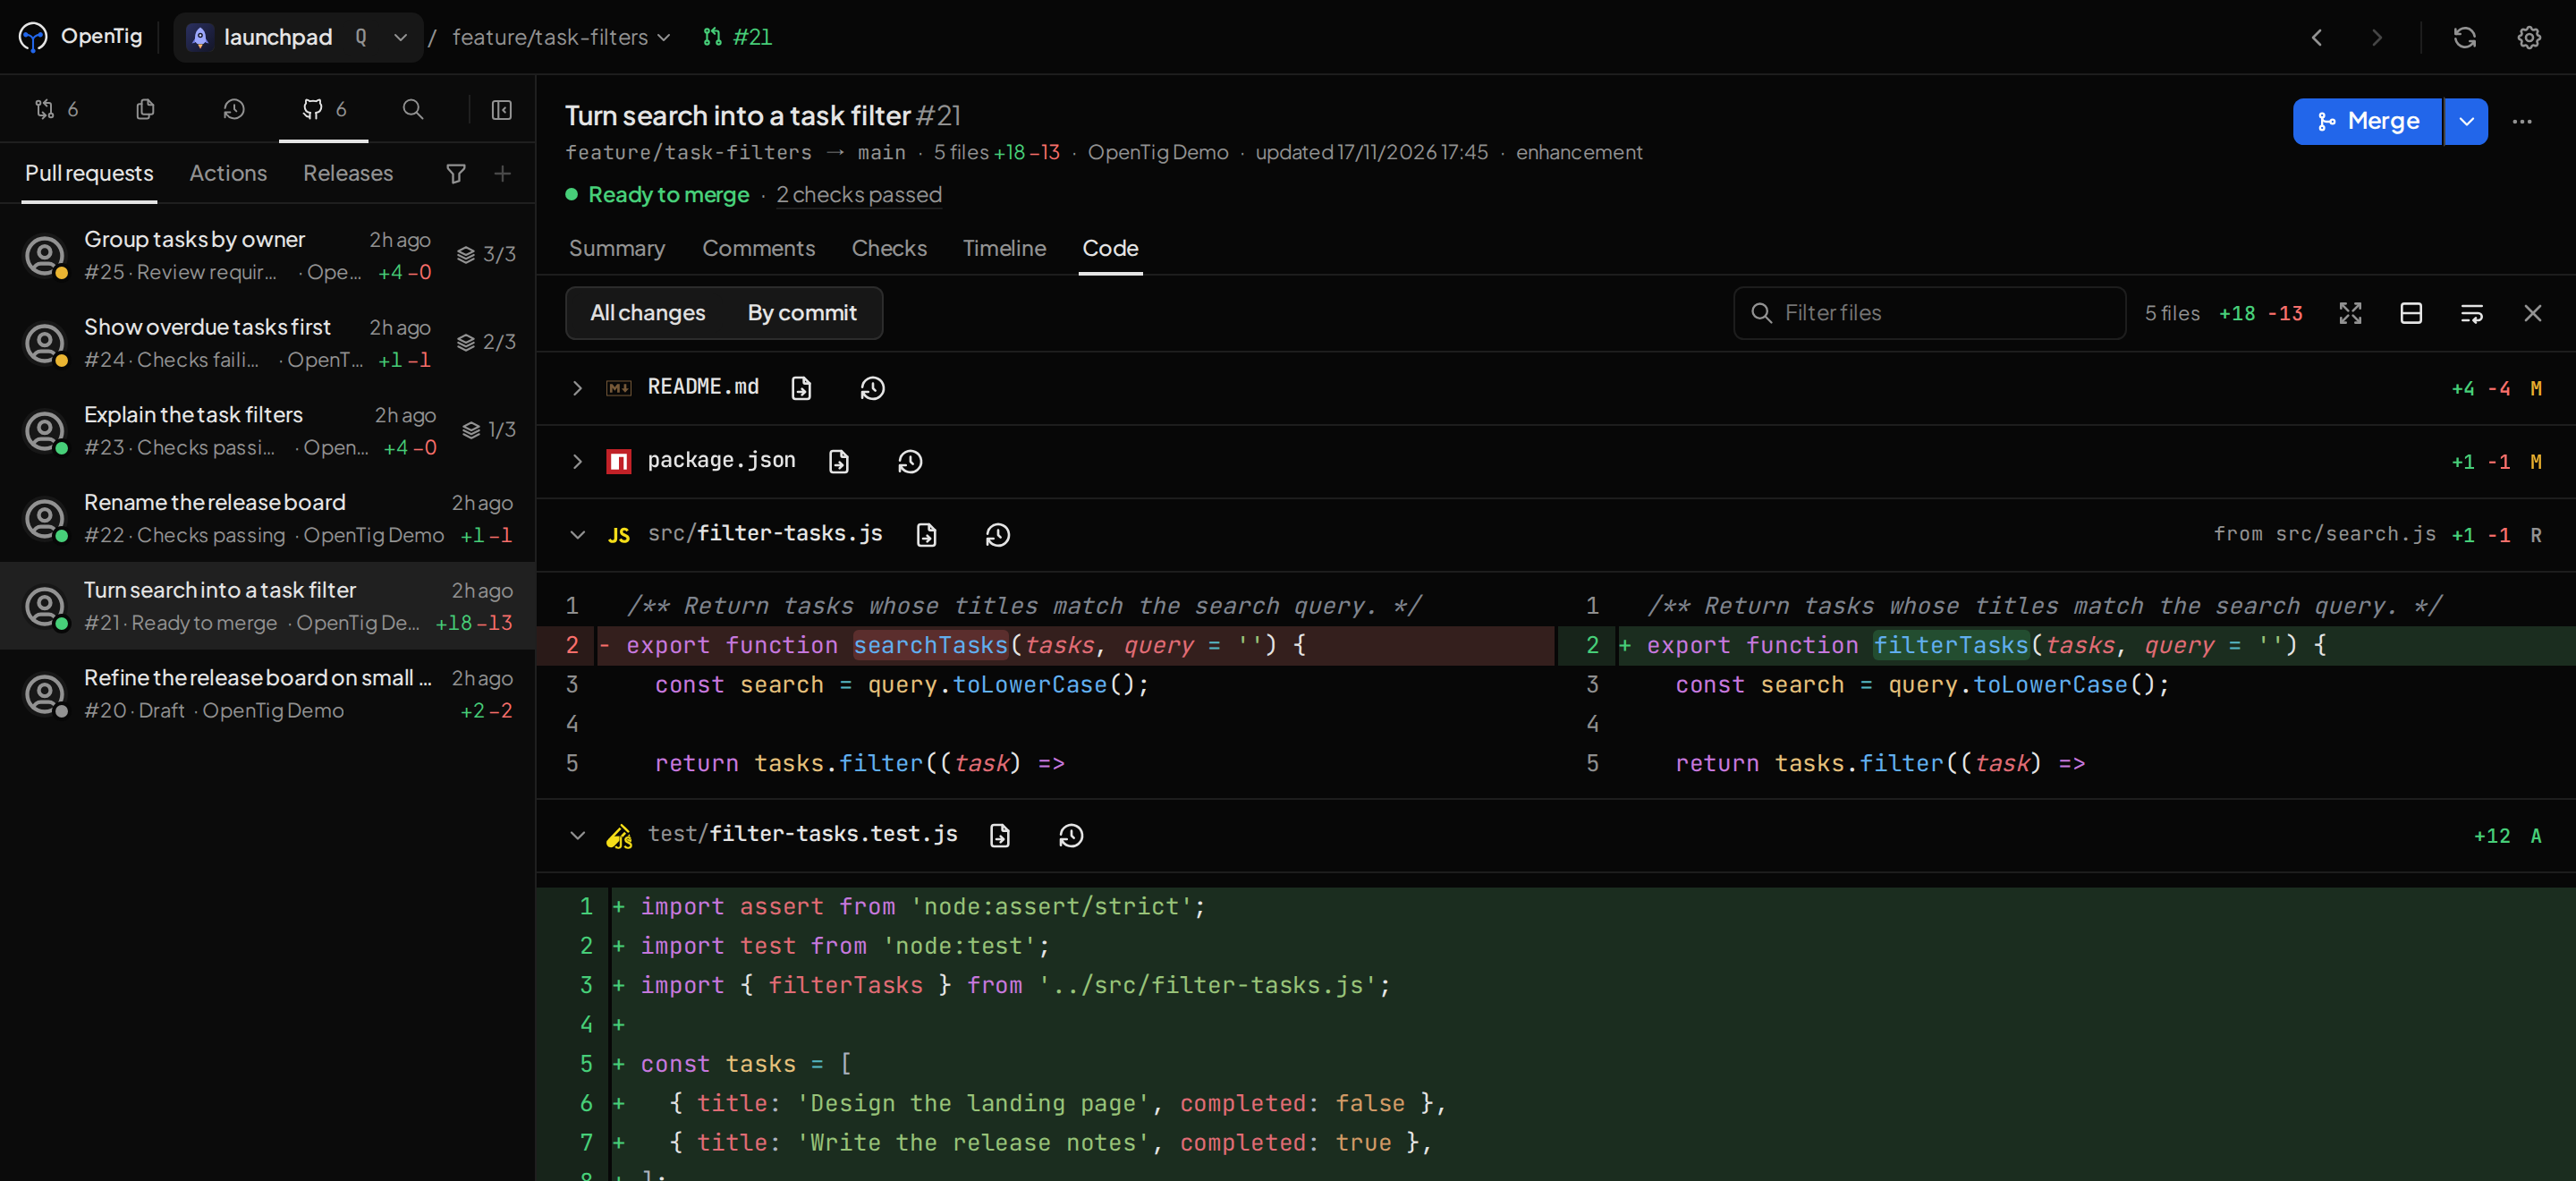 OpenTig launchpad Q / feature/task-filters #21
6 6
Pull requests Actions Releases
Group tasks by owner 2h ago 3/3
#25 · Review requir... · Ope... +4 −0
Show overdue tasks first 2h ago 2/3
#24 · Checks faili... · OpenT... +1 −1
Explain the task filters 2h ago 1/3
#23 · Checks passi... · Open... +4 −0
Rename the release board 2h ago
#22 · Checks passing · OpenTig Demo +1 −1
Turn search into a task filter 2h ago
#21 · Ready to merge · OpenTig De... +18 −13
Refine the release board on small ... 2h ago
#20 · Draft · OpenTig Demo +2 −2
Turn search into a task filter #21
Merge
feature/task-filters → main · 5 files +18 −13 · OpenTig Demo · updated 17/11/2026 17:45 · enhancement
Ready to merge · 2 checks passed
Summary Comments Checks Timeline Code
All changes By commit Filter files 5 files +18 -13
README.md +4 -4 M
package.json +1 -1 M
JS src/filter-tasks.js from src/search.js +1 -1 R
1 /** Return tasks whose titles match the search query. */
2 - export function searchTasks(tasks, query = '') {
3 const search = query.toLowerCase();
4
5 return tasks.filter((task) =>
1 /** Return tasks whose titles match the search query. */
2 + export function filterTasks(tasks, query = '') {
3 const search = query.toLowerCase();
4
5 return tasks.filter((task) =>
JS test/filter-tasks.test.js +12 A
1 + import assert from 'node:assert/strict';
2 + import test from 'node:test';
3 + import { filterTasks } from '../src/filter-tasks.js';
4 +
5 + const tasks = [
6 + { title: 'Design the landing page', completed: false },
7 + { title: 'Write the release notes', completed: true },
8 + ];